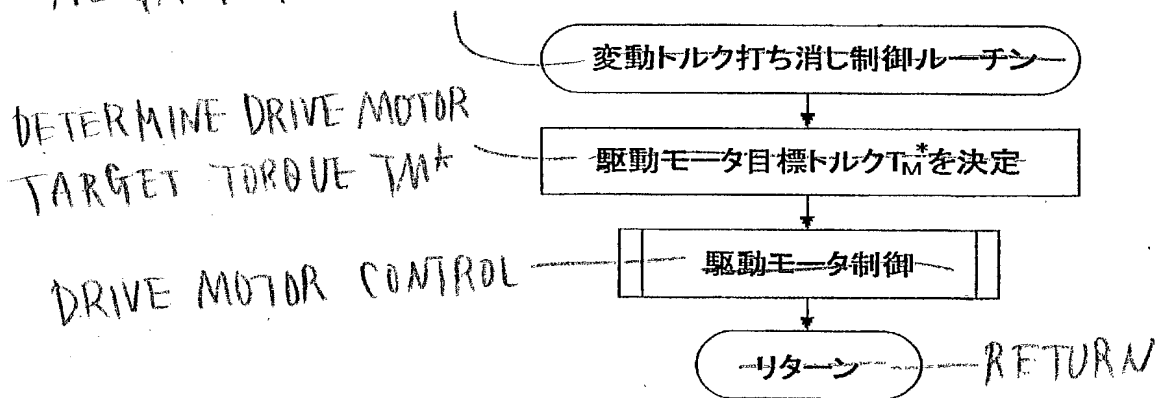 変動トルク打ち消し制御ルーチン
DETERMINE DRIVE MOTOR
TARGET TORQUE TM*
駆動モータ目標トルクTM*を決定
DRIVE MOTOR CONTROL
駆動モータ制御
リターン
RETURN